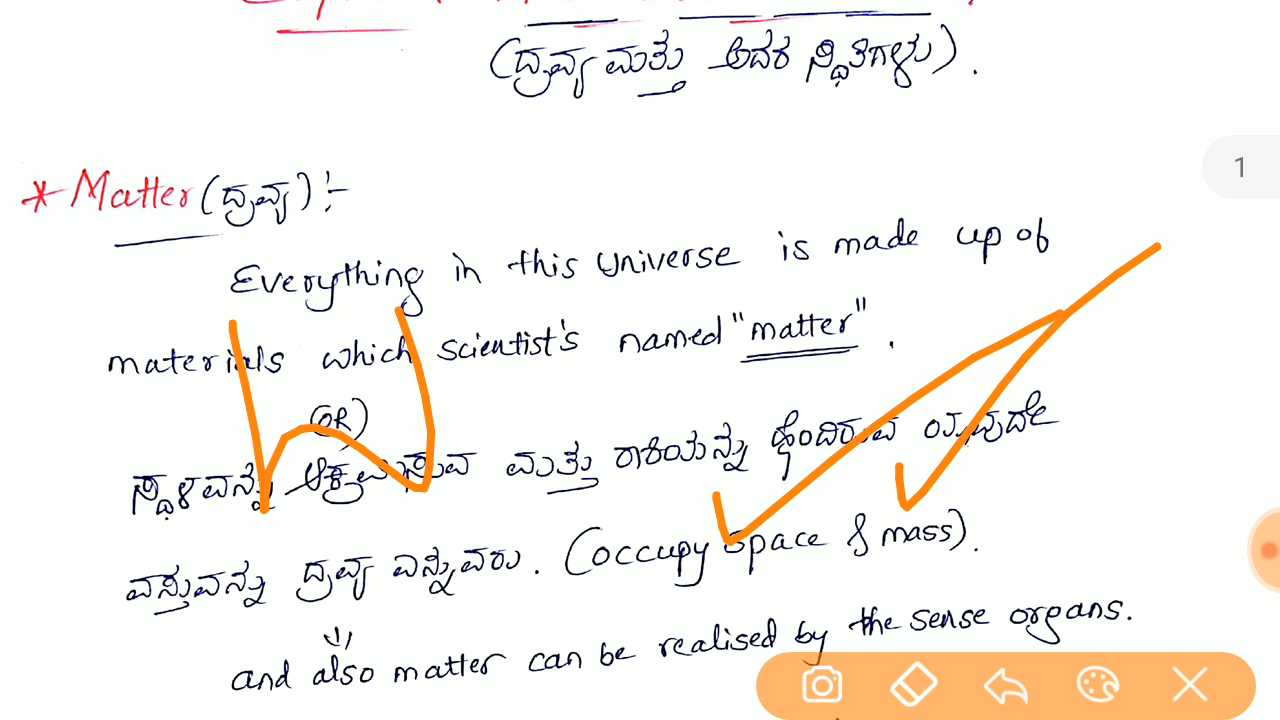 (ದ್ರವ್ಯ ಮತ್ತು ಅದರ ಸ್ಥಿತಿಗಳು).
1
* Matter (ದ್ರವ್ಯ) :-
Everything in this Universe is made up of
materials which scientist's named "matter".
(OR)
ಸ್ಥಳವನ್ನು ಆಕ್ರಮಿಸುವ ಮತ್ತು ರಾಶಿಯನ್ನು ಹೊಂದಿರುವ ಯಾವುದೇ
ವಸ್ತುವನ್ನು ದ್ರವ್ಯ ಎನ್ನುವರು. (occupy space & mass).
and also matter can be realised by the sense organs.